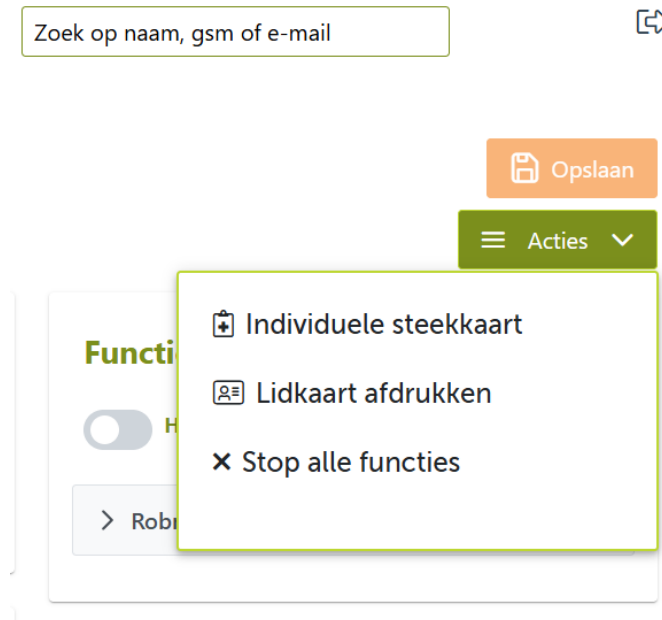 Zoek op naam, gsm of e-mail
Opslaan
Acties
Individuele steekkaart
Lidkaart afdrukken
Stop alle functies